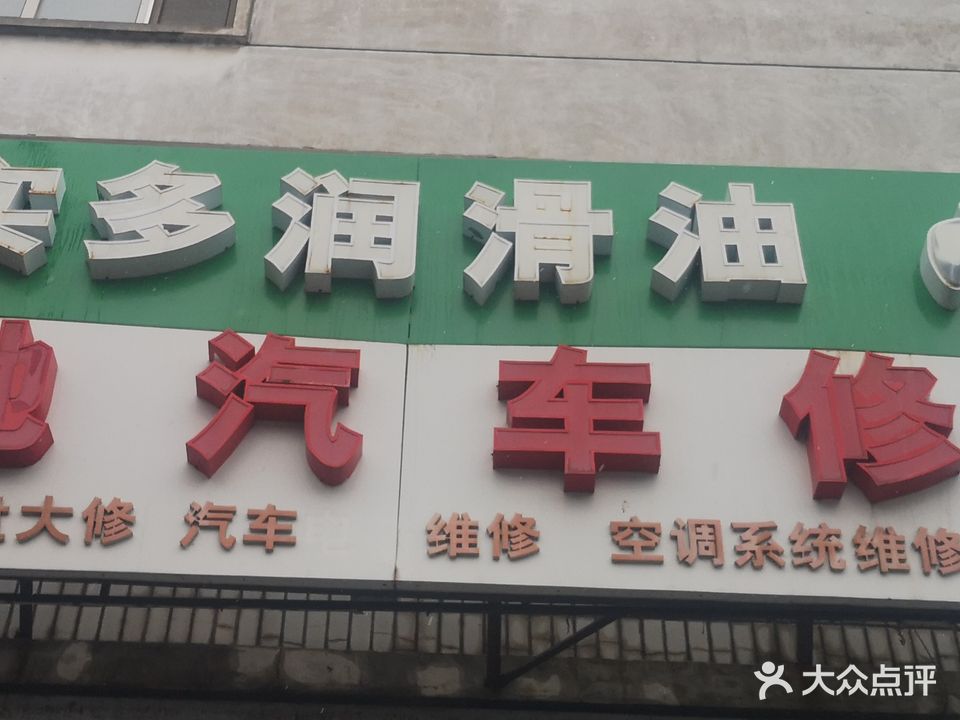 多润滑油
汽车修
大修 汽车 维修 空调系统维修
大众点评